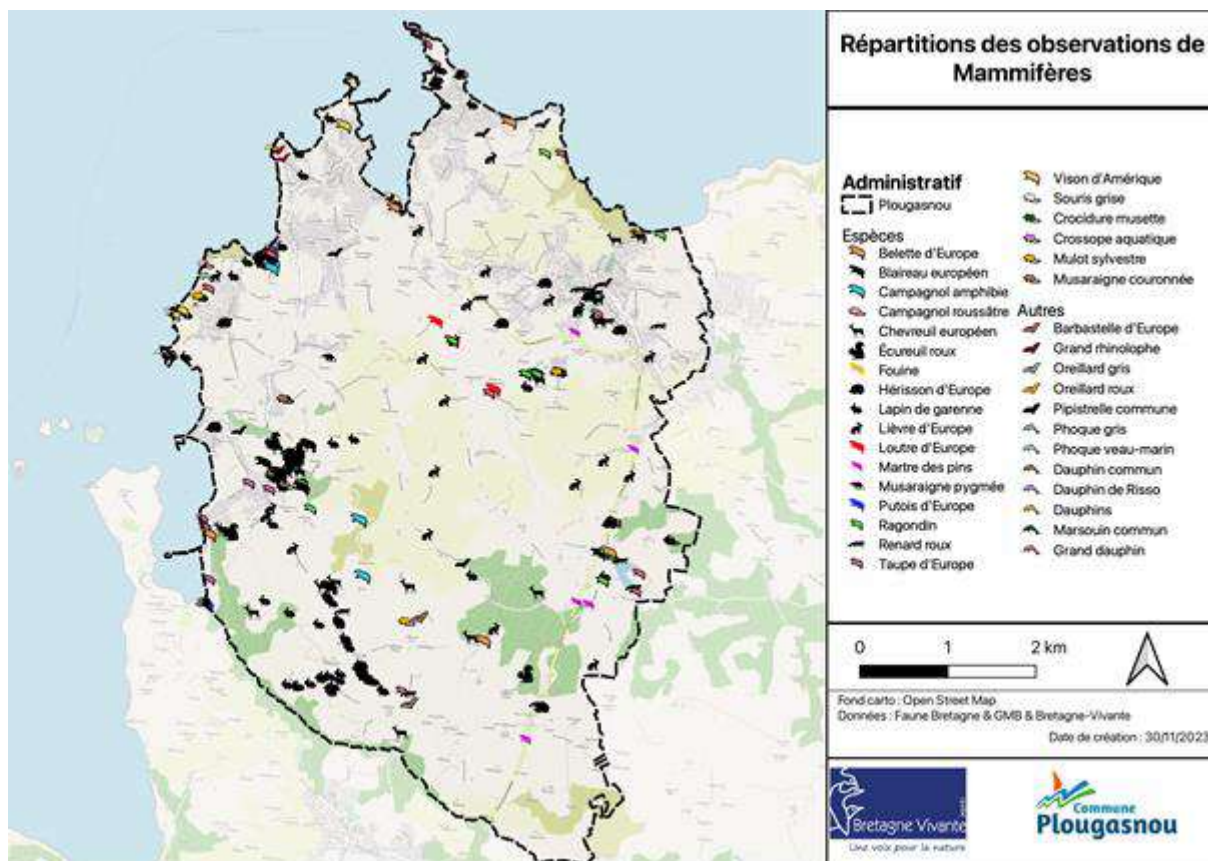 Répartitions des observations de
Mammifères
Administratif
Plougasnou
Espèces
Belette d'Europe
Blaireau européen
Campagnol amphibie
Campagnol roussâtre
Chevreuil européen
Écureuil roux
Fouine
Hérisson d'Europe
Lapin de garenne
Lièvre d'Europe
Loutre d'Europe
Martre des pins
Musaraigne pygmée
Putois d'Europe
Ragondin
Renard roux
Taupe d'Europe
Vison d'Amérique
Souris grise
Crocidure musette
Crossope aquatique
Mulot sylvestre
Musaraigne couronnée
Autres
Barbastelle d'Europe
Grand rhinolophe
Oreillard gris
Oreillard roux
Pipistrelle commune
Phoque gris
Phoque veau-marin
Dauphin commun
Dauphin de Risso
Dauphins
Marsouin commun
Grand dauphin
0 1 2 km
Fond carto : Open Street Map
Données : Faune Bretagne & GMB & Bretagne-Vivante
Date de création : 30/11/2023
Bretagne Vivante
Une voix pour la nature
Commune
Plougasnou